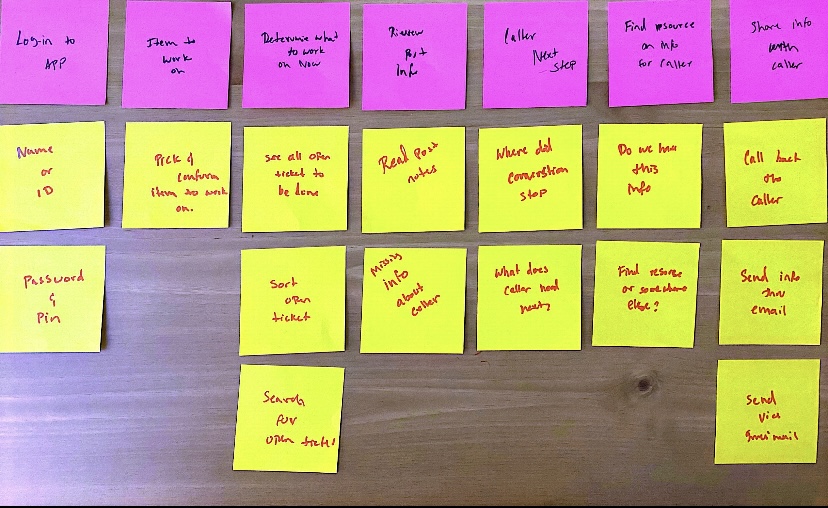 Log-in to
APP
Item to
work
on
Determine what
to work
on Now
Review
Past
Info
Caller
Next
Step
Find resource
on info
for caller
Share info
with
caller
Name
or
ID
Pick &
confirm
item to work
on.
see all open
ticket to
be done
Read Past
notes
Where did
conversation
stop
Do we have
this
info
Call back
the
caller
Password
&
Pin
Sort
open
ticket
Missing
info
about
caller
What does
caller need
next?
Find resource
or somewhere
else?
Send info
thru
email
Search
for
open ticket
Send
via
mail